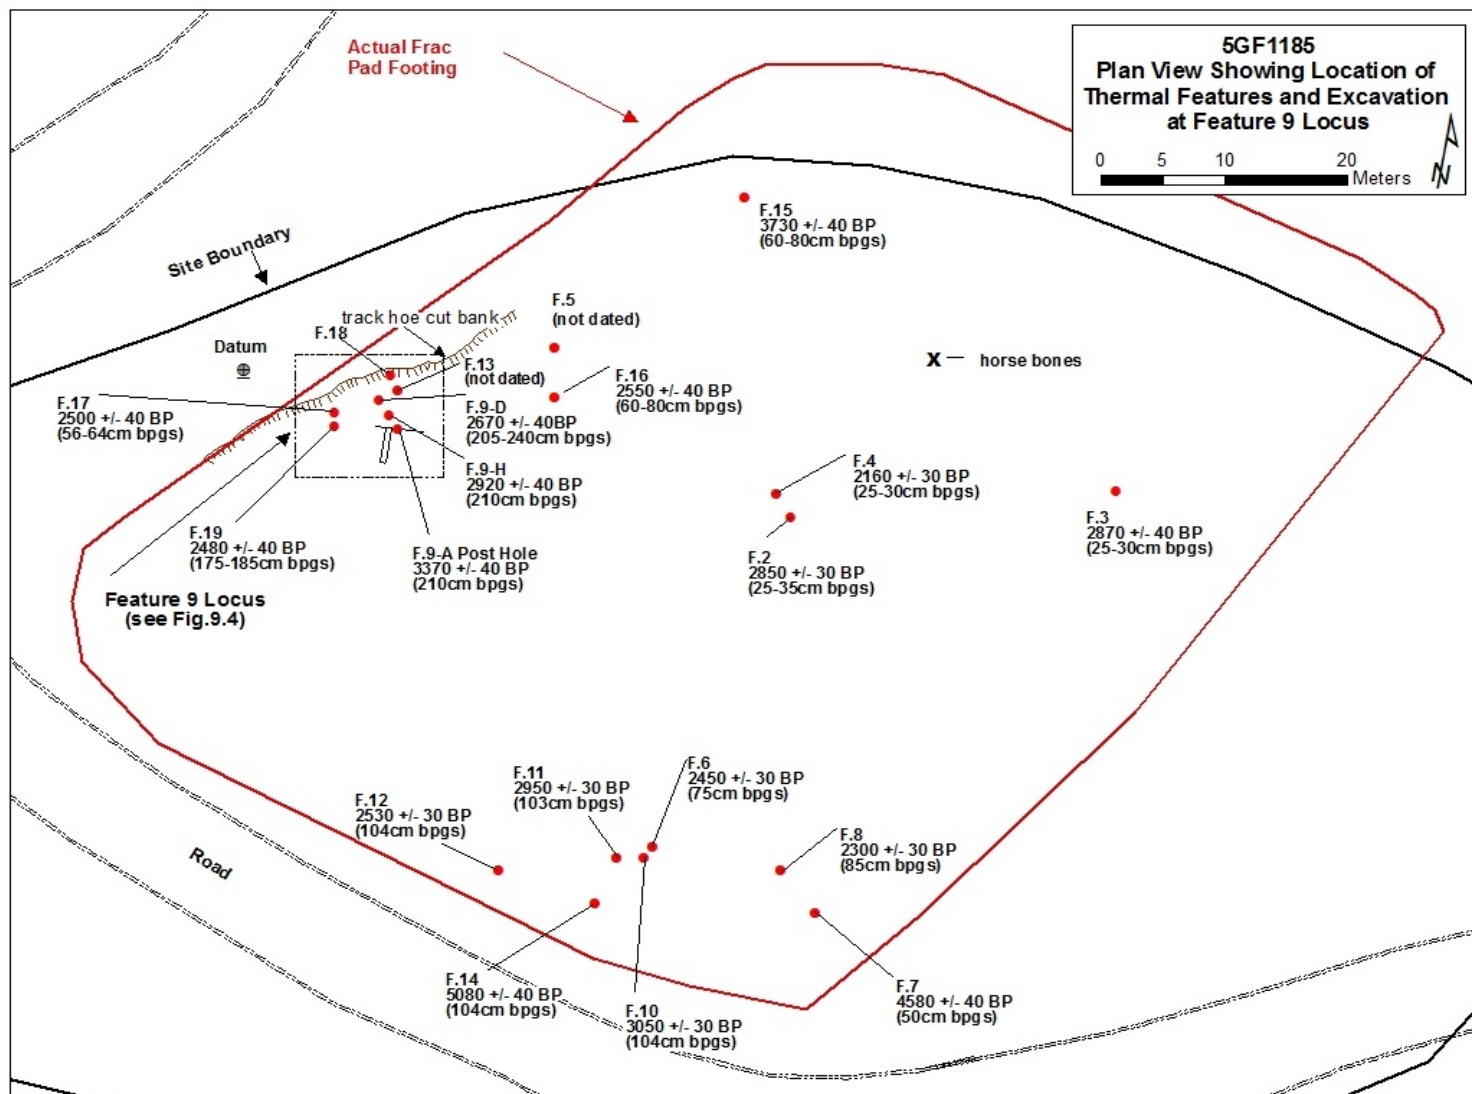 Actual Frac
Pad Footing
5GF1185
Plan View Showing Location of
Thermal Features and Excavation
at Feature 9 Locus
0 5 10 20
Meters
N
F.15
3730 +/- 40 BP
(60-80cm bpgs)
Site Boundary
track hoe cut bank
F.5
(not dated)
F.18
Datum
F.13
(not dated)
X — horse bones
F.16
2550 +/- 40 BP
(60-80cm bpgs)
F.17
2500 +/- 40 BP
(56-64cm bpgs)
F.9-D
2670 +/- 40BP
(205-240cm bpgs)
F.9-H
2920 +/- 40 BP
(210cm bpgs)
F.4
2160 +/- 30 BP
(25-30cm bpgs)
F.3
2870 +/- 40 BP
(25-30cm bpgs)
F.19
2480 +/- 40 BP
(175-185cm bpgs)
F.9-A Post Hole
3370 +/- 40 BP
(210cm bpgs)
F.2
2850 +/- 30 BP
(25-35cm bpgs)
Feature 9 Locus
(see Fig.9.4)
F.6
2450 +/- 30 BP
(75cm bpgs)
F.11
2950 +/- 30 BP
(103cm bpgs)
F.12
2530 +/- 30 BP
(104cm bpgs)
F.8
2300 +/- 30 BP
(85cm bpgs)
Road
F.14
5080 +/- 40 BP
(104cm bpgs)
F.10
3050 +/- 30 BP
(104cm bpgs)
F.7
4580 +/- 40 BP
(50cm bpgs)